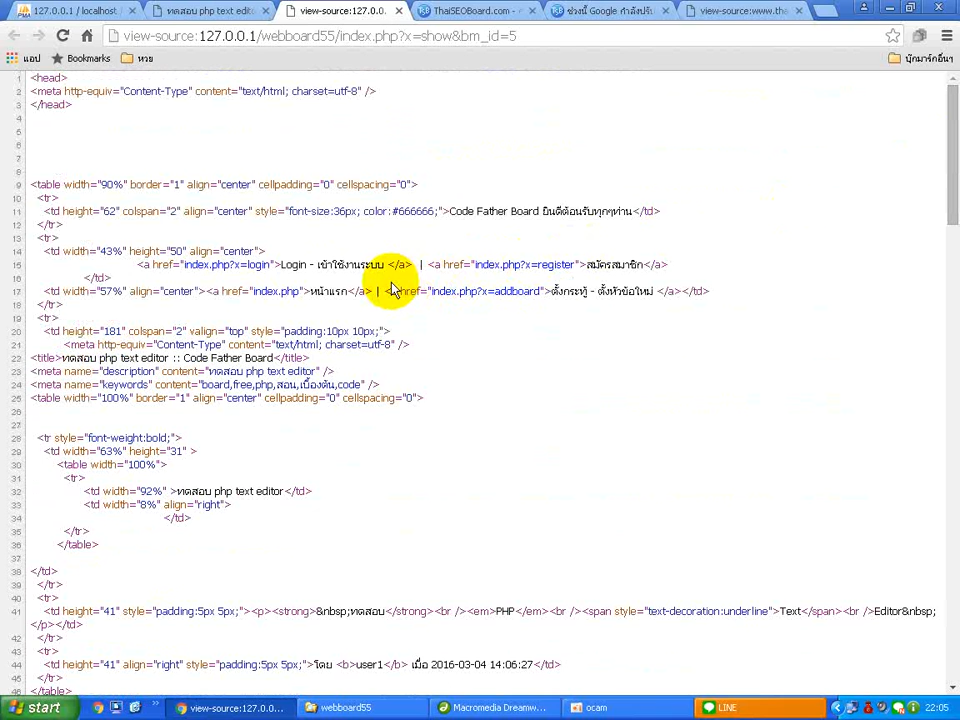 127.0.0.1 / localhost
ทดสอบ php text edito
view-source:127.0.0.
ThaiSEOBoard.com -
ช่วงนี้ Google กำลังปรับ
view-source:www.tha
view-source:127.0.0.1/webboard55/index.php?x=show&bm_id=5
แอป
Bookmarks
หวย
บุ๊กมาร์กอื่นๆ
1 <head>
2 <meta http-equiv="Content-Type" content="text/html; charset=utf-8" />
3 </head>
4
5
6
7
8
9 <table width="90%" border="1" align="center" cellpadding="0" cellspacing="0">
10 <tr>
11 <td height="62" colspan="2" align="center" style="font-size:36px; color:#666666;">Code Father Board ยินดีต้อนรับทุกๆท่าน</td>
12 </tr>
13 <tr>
14 <td width="43%" height="50" align="center">
15 <a href="index.php?x=login">Login - เข้าใช้งานระบบ </a> | <a href="index.php?x=register">สมัครสมาชิก</a>
16 </td>
17 <td width="57%" align="center"><a href="index.php">หน้าแรก</a> | < href="index.php?x=addboard">ตั้งกระทู้ - ตั้งหัวข้อใหม่ </a></td>
18 </tr>
19 <tr>
20 <td height="181" colspan="2" valign="top" style="padding:10px 10px;">
21 <meta http-equiv="Content-Type" content="text/html; charset=utf-8" />
22 <title>ทดสอบ php text editor :: Code Father Board</title>
23 <meta name="description" content="ทดสอบ php text editor" />
24 <meta name="keywords" content="board,free,php,สอน,เบื้องต้น,code" />
25 <table width="100%" border="1" align="center" cellpadding="0" cellspacing="0">
26
27
28 <tr style="font-weight:bold;">
29 <td width="63%" height="31" >
30 <table width="100%">
31 <tr>
32 <td width="92%" >ทดสอบ php text editor</td>
33 <td width="8%" align="right">
34 </td>
35 </tr>
36 </table>
37
38 </td>
39 </tr>
40 <tr>
41 <td height="41" style="padding:5px 5px;"><p><strong>&nbsp;ทดสอบ</strong><br /><em>PHP</em><br /><span style="text-decoration:underline">Text</span><br />Editor&nbsp;
</p></td>
42 </tr>
43 <tr>
44 <td height="41" align="right" style="padding:5px 5px;">โดย <b>user1</b> เมื่อ 2016-03-04 14:06:27</td>
45 </tr>
46 </table>
start
view-source:127.0.0....
webboard55
Macromedia Dreamw...
ocam
LINE
22:05